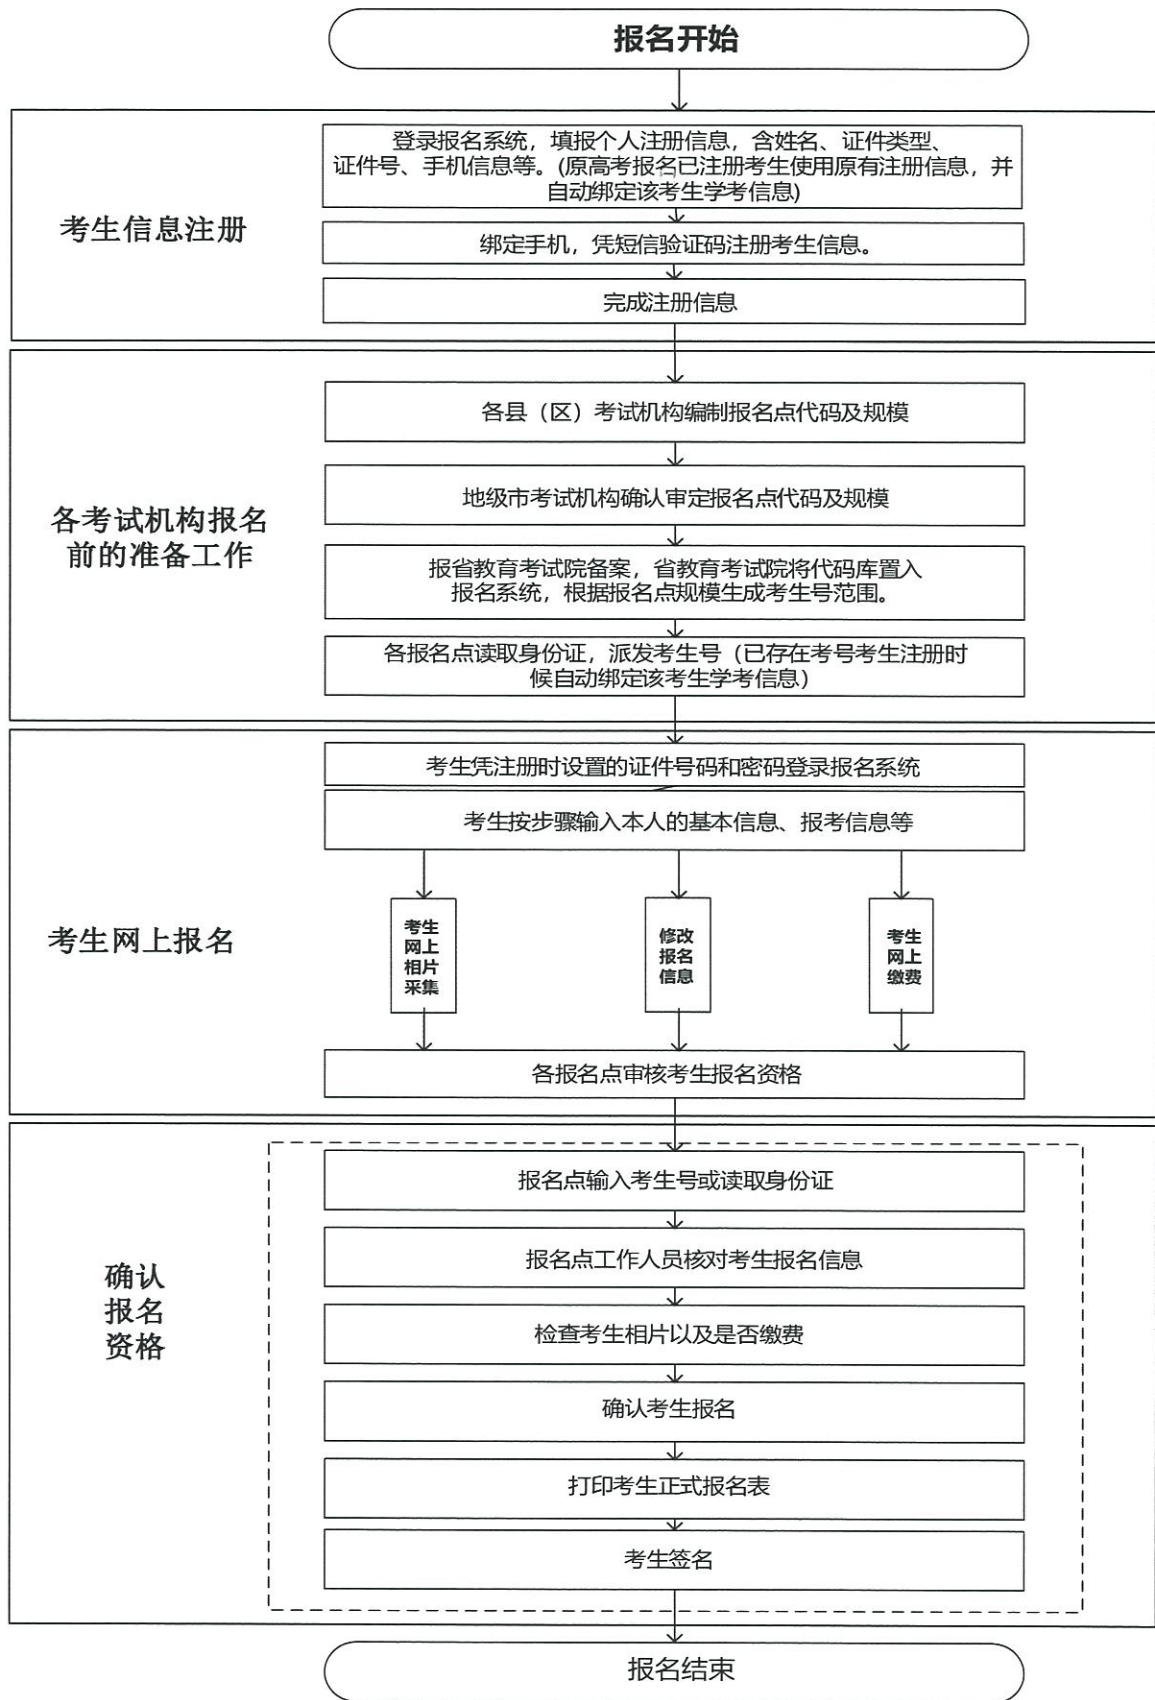 报名开始
考生信息注册
登录报名系统，填报个人注册信息，含姓名、证件类型、
证件号、手机信息等。(原高考报名已注册考生使用原有注册信息，并
自动绑定该考生学考信息)
绑定手机，凭短信验证码注册考生信息。
完成注册信息
各考试机构报名
前的准备工作
各县（区）考试机构编制报名点代码及规模
地级市考试机构确认审定报名点代码及规模
报省教育考试院备案，省教育考试院将代码库置入
报名系统，根据报名点规模生成考生号范围。
各报名点读取身份证，派发考生号（已存在考号考生注册时
候自动绑定该考生学考信息）
考生网上报名
考生凭注册时设置的证件号码和密码登录报名系统
考生按步骤输入本人的基本信息、报考信息等
考生
网上
相片
采集
修改
报名
信息
考生
网上
缴费
各报名点审核考生报名资格
确认
报名
资格
报名点输入考生号或读取身份证
报名点工作人员核对考生报名信息
检查考生相片以及是否缴费
确认考生报名
打印考生正式报名表
考生签名
报名结束